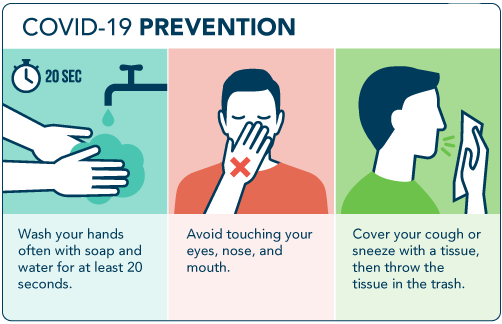 COVID-19 PREVENTION
20 SEC
Wash your hands
often with soap and
water for at least 20
seconds.
Avoid touching your
eyes, nose, and
mouth.
Cover your cough or
sneeze with a tissue,
then throw the
tissue in the trash.